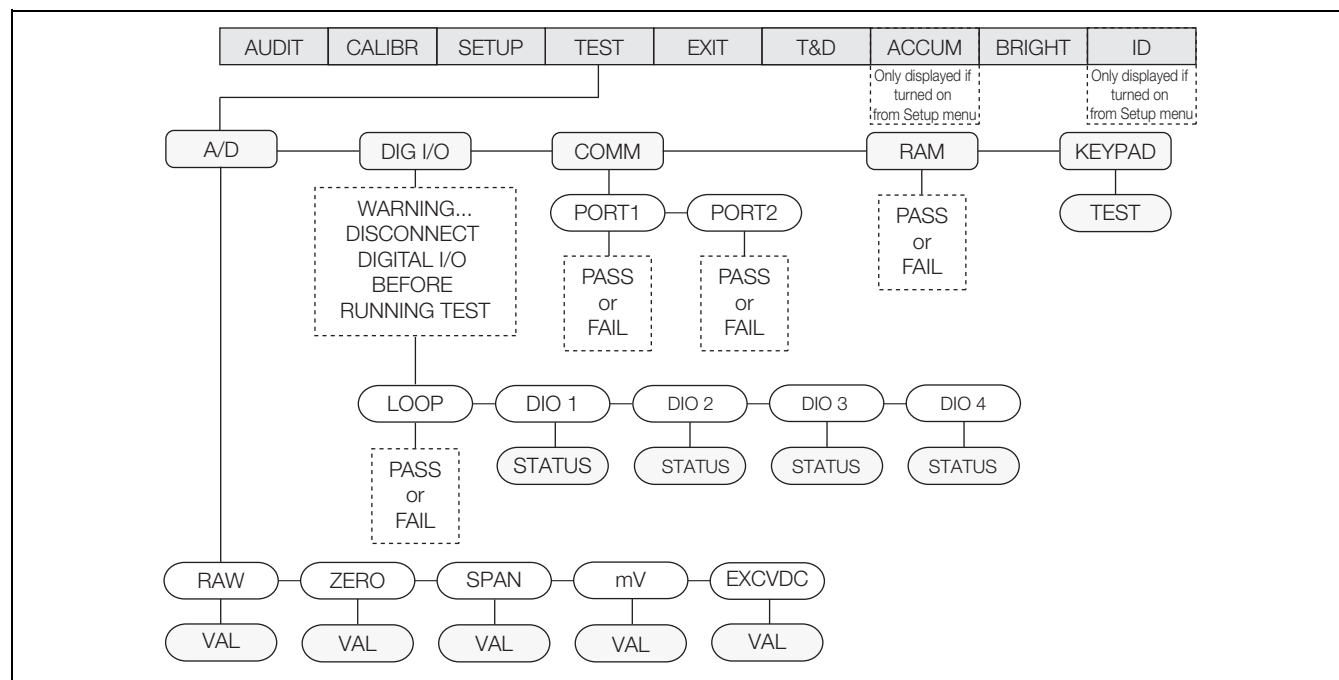 AUDIT CALIBR SETUP TEST EXIT T&D ACCUM BRIGHT ID
Only displayed if
turned on
from Setup menu
Only displayed if
turned on
from Setup menu
A/D DIG I/O COMM RAM KEYPAD
WARNING...
DISCONNECT
DIGITAL I/O
BEFORE
RUNNING TEST
PORT1 PORT2
PASS
or
FAIL
PASS
or
FAIL
PASS
or
FAIL
TEST
LOOP DIO 1 DIO 2 DIO 3 DIO 4
PASS
or
FAIL
STATUS STATUS STATUS STATUS
RAW ZERO SPAN mV EXCVDC
VAL VAL VAL VAL VAL